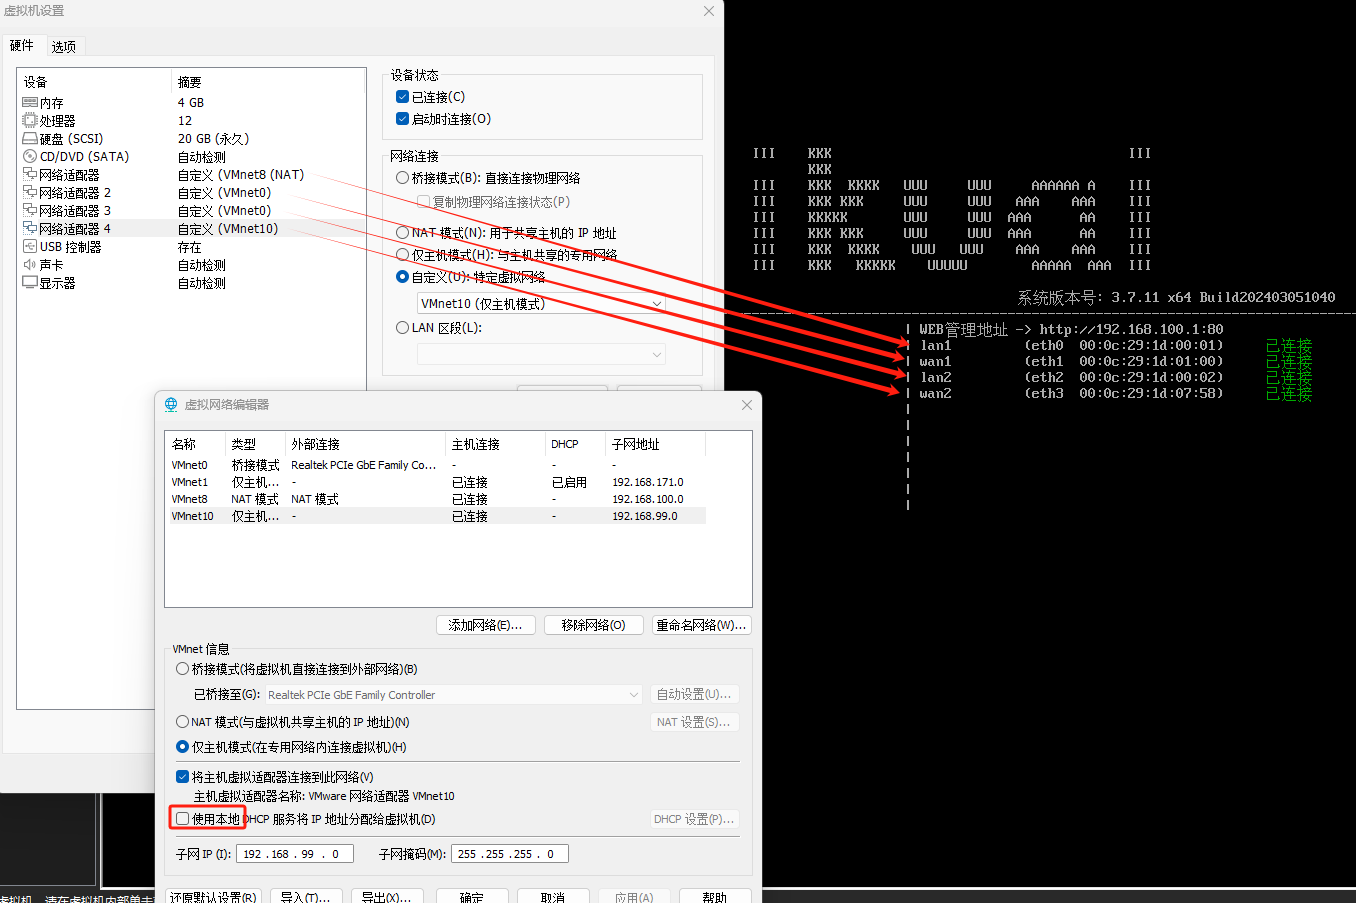 虚拟机设置
硬件 选项
设备 摘要
内存 4 GB
处理器 12
硬盘 (SCSI) 20 GB (永久)
CD/DVD (SATA) 自动检测
网络适配器 自定义 (VMnet8 (NAT)
网络适配器 2 自定义 (VMnet0)
网络适配器 3 自定义 (VMnet0)
网络适配器 4 自定义 (VMnet10)
USB 控制器 存在
声卡 自动检测
显示器 自动检测
设备状态
已连接(C)
启动时连接(O)
网络连接
桥接模式(B): 直接连接物理网络
复制物理网络连接状态(P)
NAT 模式(N): 用于共享主机的 IP 地址
仅主机模式(H): 与主机共享的专用网络
自定义(U): 特定虚拟网络
VMnet10 (仅主机模式)
LAN 区段(L):
III KKK III
KKK
III KKK KKKK UUU UUU AAAAAA A III
III KKK KKK UUU UUU AAA AAA III
III KKKKK UUU UUU AAA AA III
III KKK KKK UUU UUU AAA AA III
III KKK KKKK UUU UUU AAA AAA III
III KKK KKKKK UUUUU AAAAA AAA III
系统版本号: 3.7.11 x64 Build202403051040
WEB管理地址 -> http://192.168.100.1:80
lan1 (eth0 00:0c:29:1d:00:01) 已连接
wan1 (eth1 00:0c:29:1d:01:00) 已连接
lan2 (eth2 00:0c:29:1d:00:02) 已连接
wan2 (eth3 00:0c:29:1d:07:58) 已连接
虚拟网络编辑器
名称 类型 外部连接 主机连接 DHCP 子网地址
VMnet0 桥接模式 Realtek PCIe GbE Family Co... - - -
VMnet1 仅主机... - 已连接 已启用 192.168.171.0
VMnet8 NAT 模式 NAT 模式 已连接 - 192.168.100.0
VMnet10 仅主机... - 已连接 - 192.168.99.0
添加网络(E)... 移除网络(O) 重命名网络(W)...
VMnet 信息
桥接模式(将虚拟机直接连接到外部网络)(B)
已桥接至(G): Realtek PCIe GbE Family Controller 自动设置(U)...
NAT 模式(与虚拟机共享主机的 IP 地址)(N) NAT 设置(S)...
仅主机模式(在专用网络内连接虚拟机)(H)
将主机虚拟适配器连接到此网络(V)
主机虚拟适配器名称: VMware 网络适配器 VMnet10
使用本地 DHCP 服务将 IP 地址分配给虚拟机(D) DHCP 设置(P)...
子网 IP (I): 192 . 168 . 99 . 0 子网掩码(M): 255 . 255 . 255 . 0
还原默认设置(R) 导入(T)... 导出(X)... 确定 取消 应用(A) 帮助
虚拟机，请在虚拟机内部单击